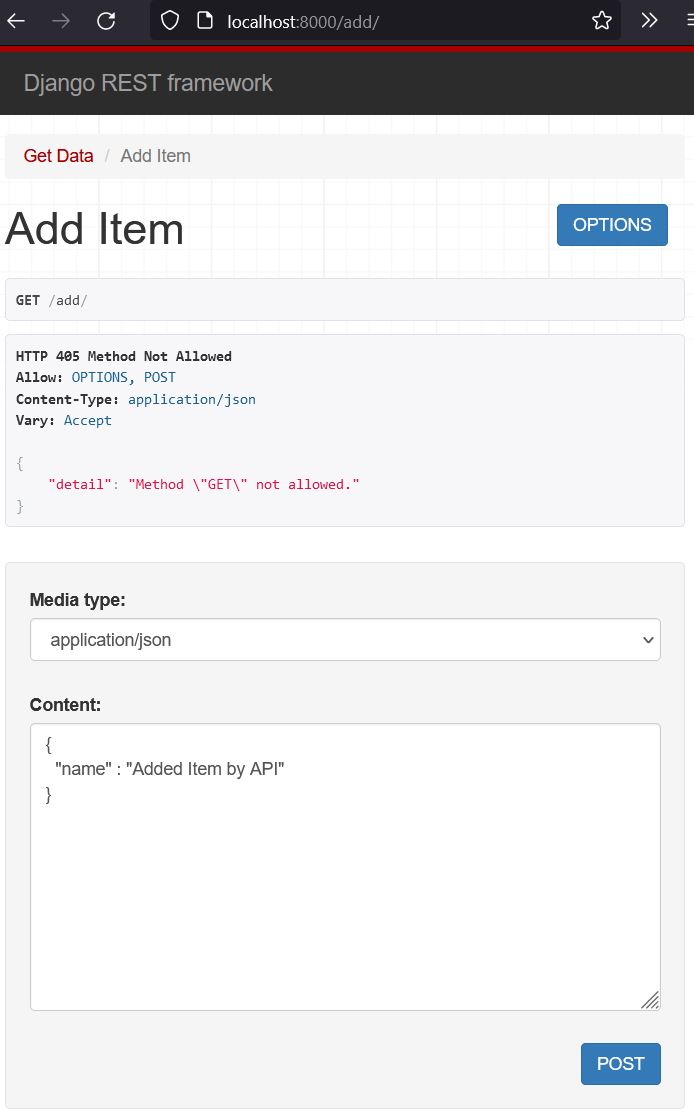 localhost:8000/add/
Django REST framework
Get Data / Add Item
Add Item
OPTIONS
GET /add/
HTTP 405 Method Not Allowed
Allow: OPTIONS, POST
Content-Type: application/json
Vary: Accept
{
    "detail": "Method \"GET\" not allowed."
}
Media type:
application/json
Content:
{
  "name" : "Added Item by API"
}
POST